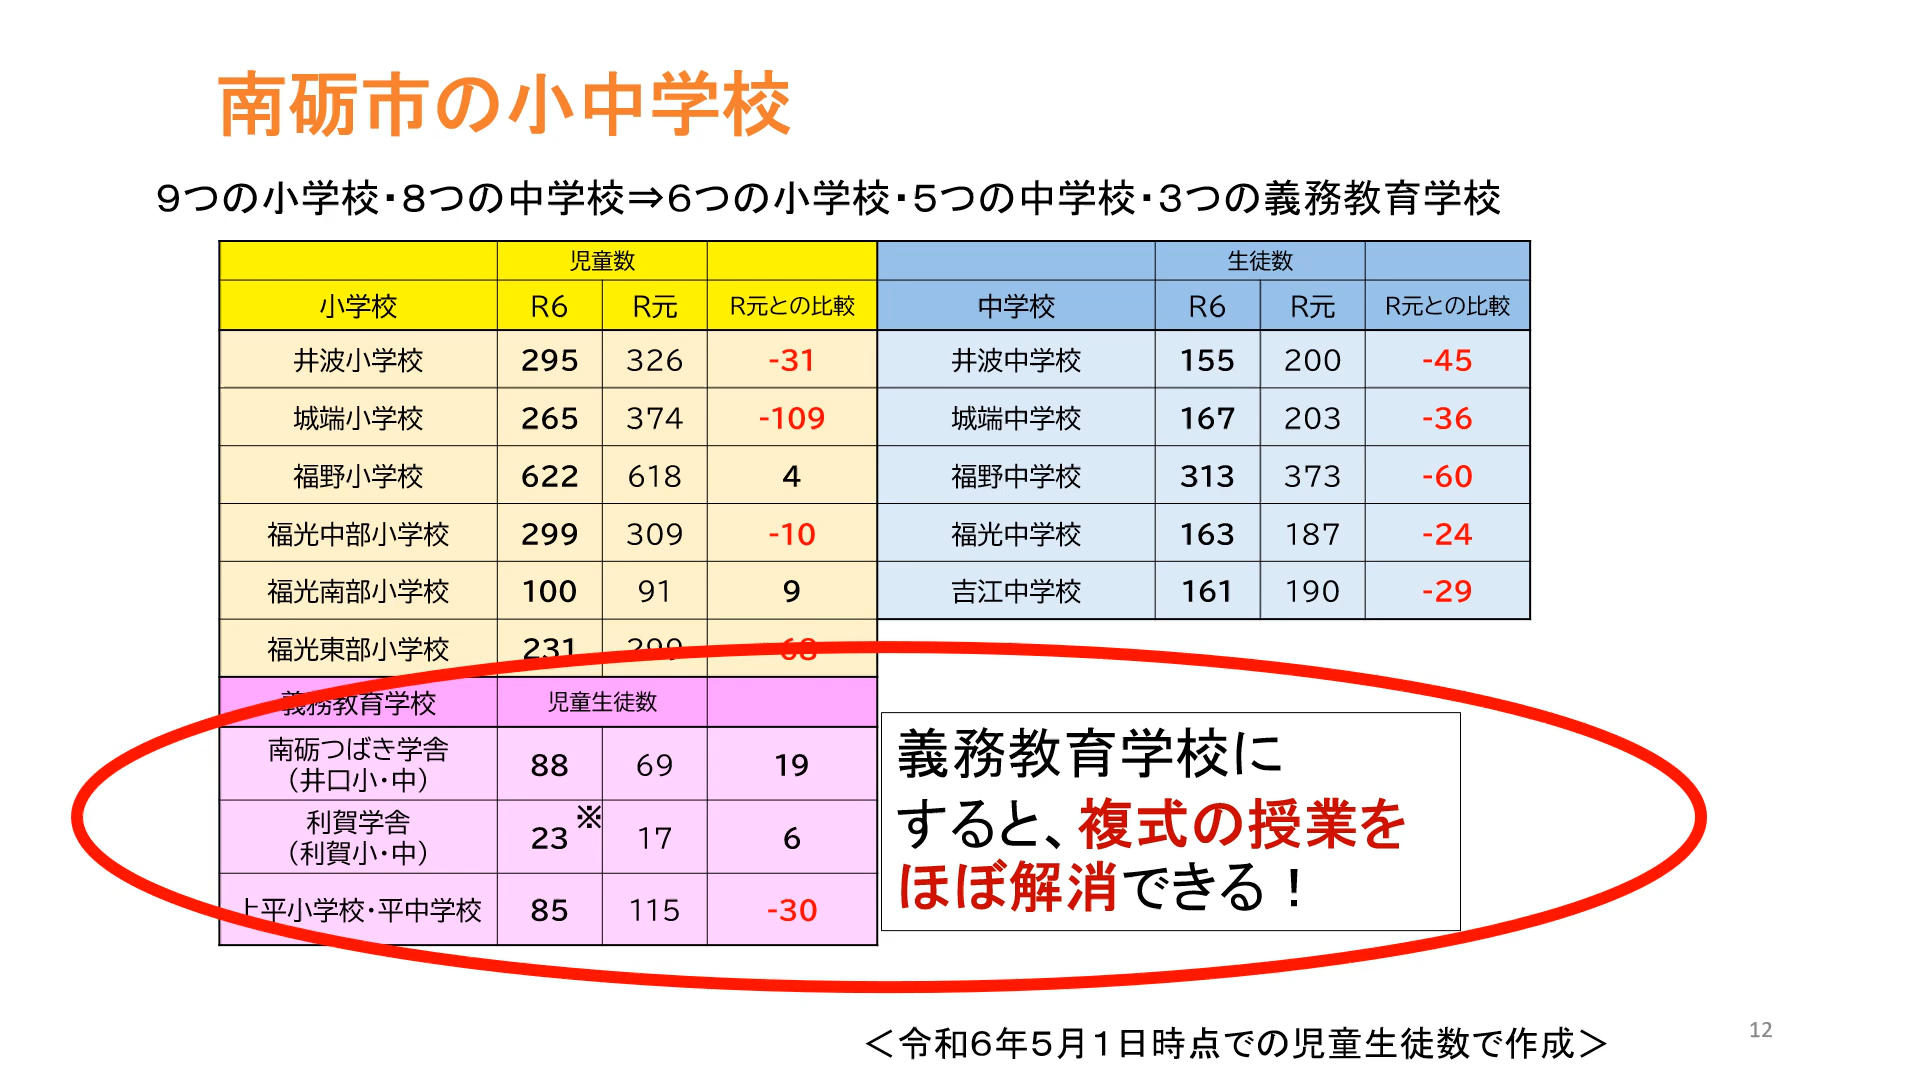 南砺市の小中学校
９つの小学校・８つの中学校⇒６つの小学校・５つの中学校・３つの義務教育学校
児童数 生徒数
小学校 R6 R元 R元との比較 中学校 R6 R元 R元との比較
井波小学校 295 326 -31 井波中学校 155 200 -45
城端小学校 265 374 -109 城端中学校 167 203 -36
福野小学校 622 618 4 福野中学校 313 373 -60
福光中部小学校 299 309 -10 福光中学校 163 187 -24
福光南部小学校 100 91 9 吉江中学校 161 190 -29
福光東部小学校 231 299 -68
義務教育学校 児童生徒数
南砺つばき学舎
（井口小・中） 88 69 19
利賀学舎
（利賀小・中） 23 ※ 17 6
上平小学校・平中学校 85 115 -30
義務教育学校に
すると、複式の授業を
ほぼ解消できる！
＜令和６年５月１日時点での児童生徒数で作成＞
12